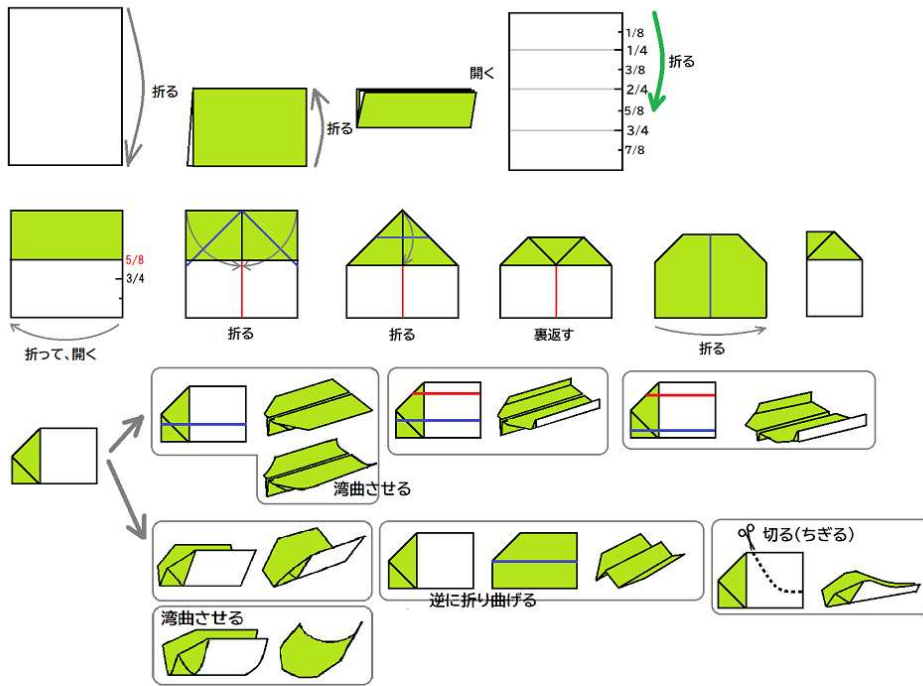 折る
折る
開く
1/8
1/4
3/8
2/4
5/8
3/4
7/8
折る
5/8
3/4
折って、開く
折る
折る
裏返す
折る
湾曲させる
逆に折り曲げる
切る(ちぎる)
湾曲させる